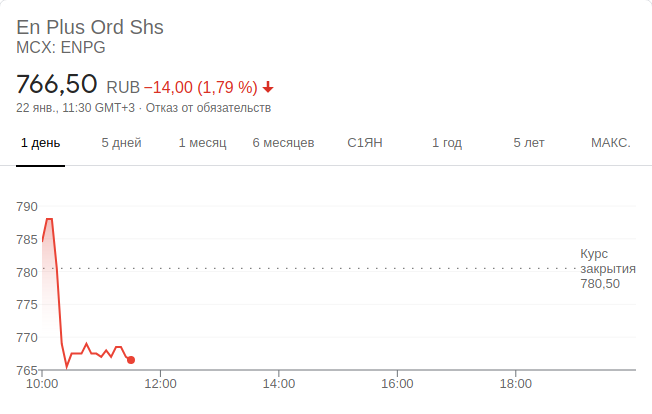 En Plus Ord Shs
MCX: ENPG
766,50 RUB −14,00 (1,79 %)
22 янв., 11:30 GMT+3 · Отказ от обязательств
1 день 5 дней 1 месяц 6 месяцев С1ЯН 1 год 5 лет МАКС.
790
785
Курс
закрытия
780,50
780
775
770
765
10:00 12:00 14:00 16:00 18:00